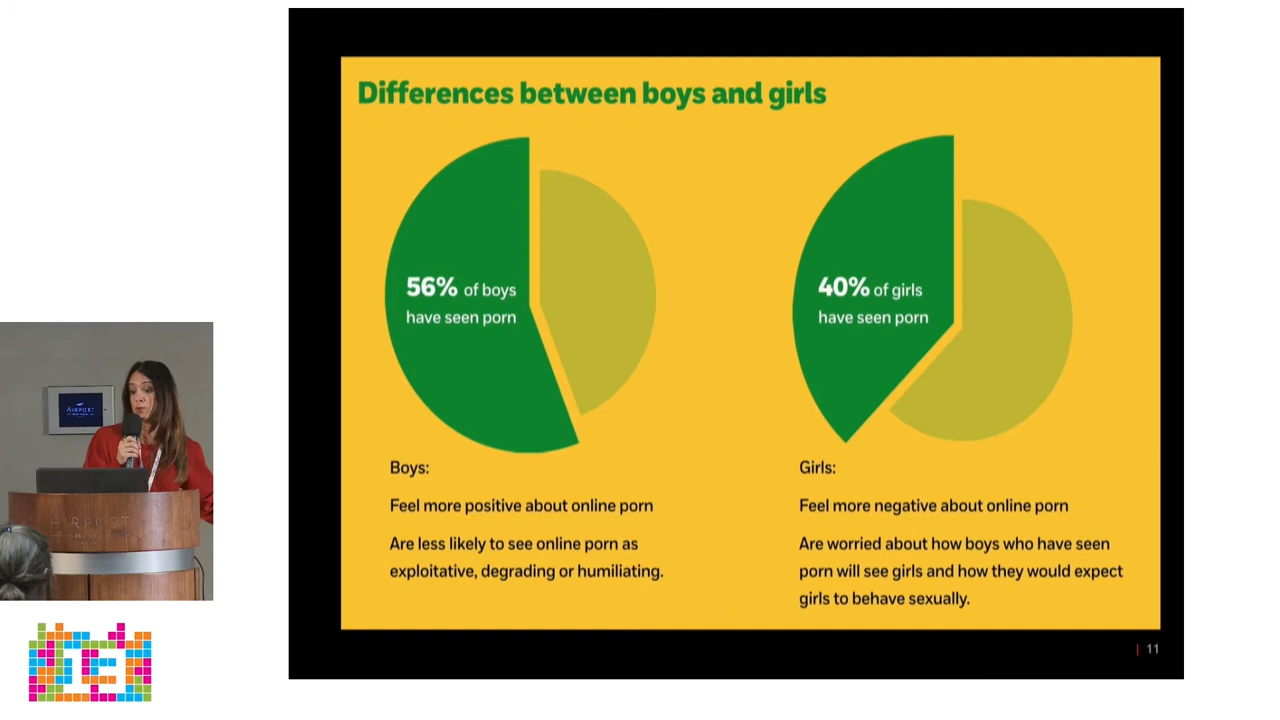 Differences between boys and girls
56% of boys
have seen porn
40% of girls
have seen porn
Boys:
Feel more positive about online porn
Are less likely to see online porn as
exploitative, degrading or humiliating.
Girls:
Feel more negative about online porn
Are worried about how boys who have seen
porn will see girls and how they would expect
girls to behave sexually.
11
AIRPORT
AIRPORT